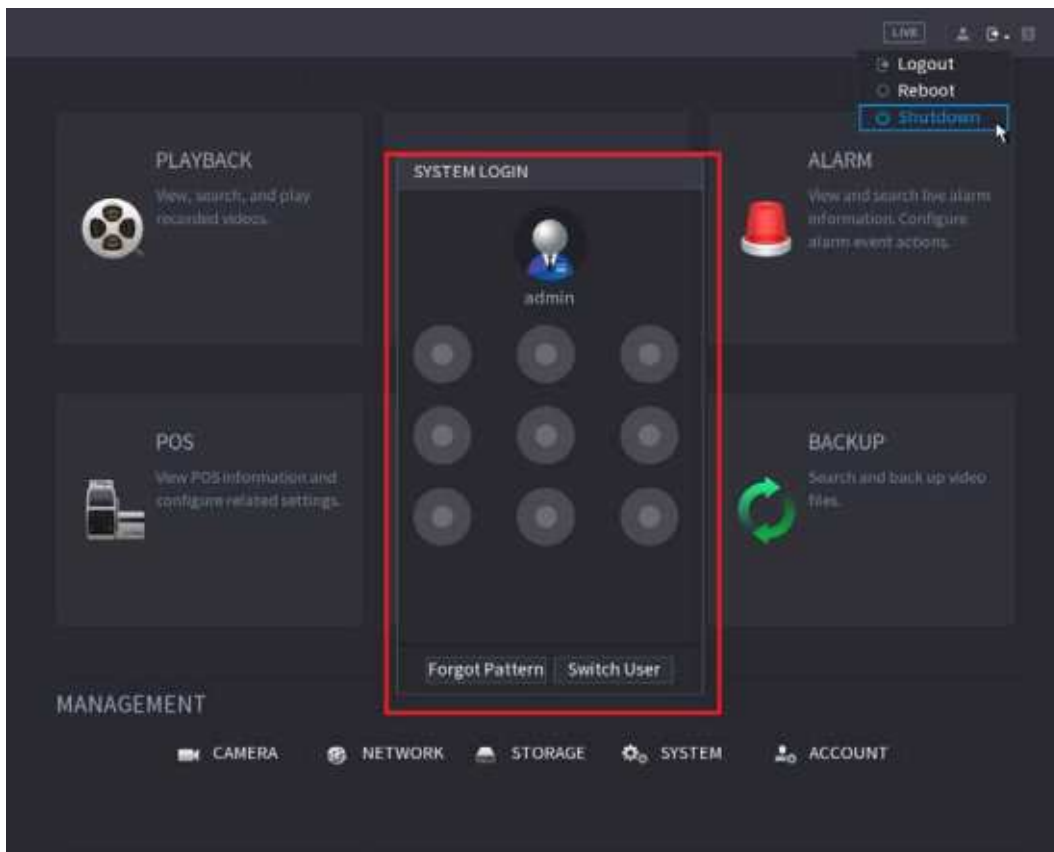 LIVE
Logout
Reboot
Shutdown
PLAYBACK
View, search, and play
recorded videos.
SYSTEM LOGIN
admin
ALARM
View and search live alarm
information. Configure
alarm event actions.
POS
View POS information and
configure related settings.
BACKUP
Search and back up video
files.
Forgot Pattern
Switch User
MANAGEMENT
CAMERA NETWORK STORAGE SYSTEM ACCOUNT